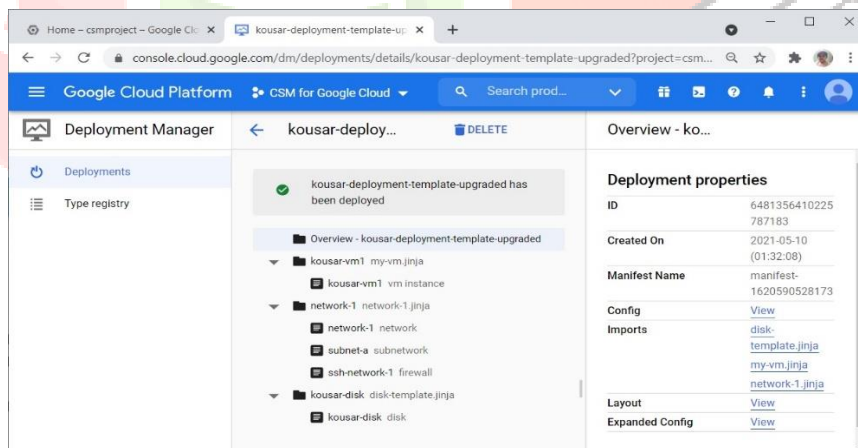 Home – csmproject – Google Clo
kousar-deployment-template-up
console.cloud.google.com/dm/deployments/details/kousar-deployment-template-upgraded?project=csm...
Google Cloud Platform
CSM for Google Cloud
Search prod...
Deployment Manager
kousar-deploy...
DELETE
Overview - ko...
Deployments
Type registry
kousar-deployment-template-upgraded has
been deployed
Overview - kousar-deployment-template-upgraded
kousar-vm1 my-vm.jinja
kousar-vm1 vm instance
network-1 network-1.jinja
network-1 network
subnet-a subnetwork
ssh-network-1 firewall
kousar-disk disk-template.jinja
kousar-disk disk
Deployment properties
ID 6481356410225
787183
Created On 2021-05-10
(01:32:08)
Manifest Name manifest-
1620590528173
Config View
Imports disk-
template.jinja
my-vm.jinja
network-1.jinja
Layout View
Expanded Config View